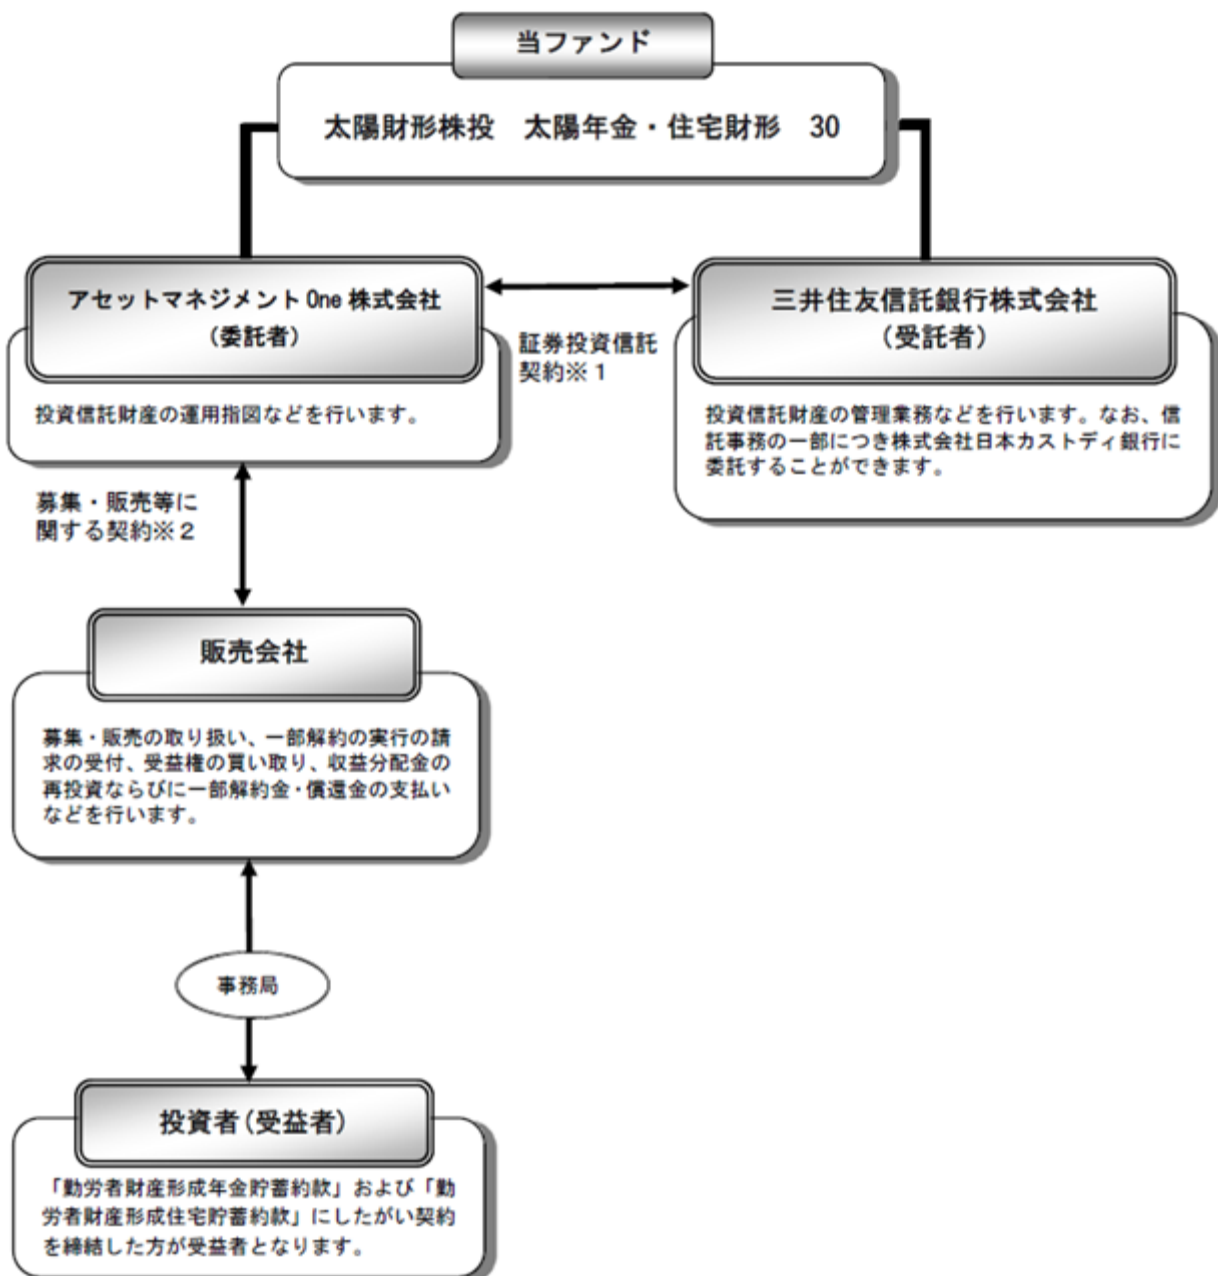 当ファンド
太陽財形株投　太陽年金・住宅財形　30
アセットマネジメント One 株式会社
（委託者）
投資信託財産の運用指図などを行います。
証券投資信託
契約※１
三井住友信託銀行株式会社
（受託者）
投資信託財産の管理業務などを行います。なお、信
託事務の一部につき株式会社日本カストディ銀行に
委託することができます。
募集・販売等に
関する契約※２
販売会社
募集・販売の取り扱い、一部解約の実行の請
求の受付、受益権の買い取り、収益分配金の
再投資ならびに一部解約金・償還金の支払い
などを行います。
事務局
投資者（受益者）
「勤労者財産形成年金貯蓄約款」および「勤
労者財産形成住宅貯蓄約款」にしたがい契約
を締結した方が受益者となります。